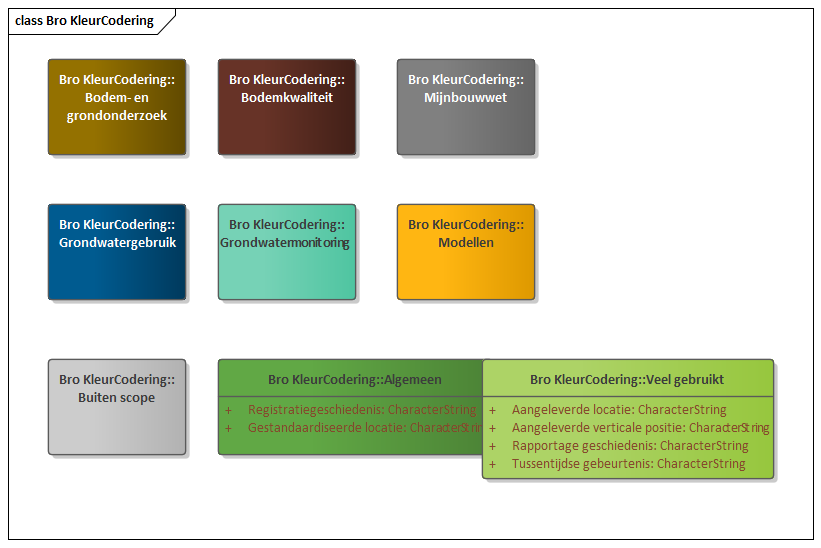 class Bro KleurCodering
Bro KleurCodering::
Bodem- en
grondonderzoek
Bro KleurCodering::
Bodemkwaliteit
Bro KleurCodering::
Mijnbouwwet
Bro KleurCodering::
Grondwatergebruik
Bro KleurCodering::
Grondwatermonitoring
Bro KleurCodering::
Modellen
Bro KleurCodering::
Buiten scope
Bro KleurCodering::Algemeen
+ Registratiegeschiedenis: CharacterString
+ Gestandaardiseerde locatie: CharacterStrin
Bro KleurCodering::Veel gebruikt
+ Aangeleverde locatie: CharacterString
+ Aangeleverde verticale positie: CharacterString
+ Rapportage geschiedenis: CharacterString
+ Tussentijdse gebeurtenis: CharacterString